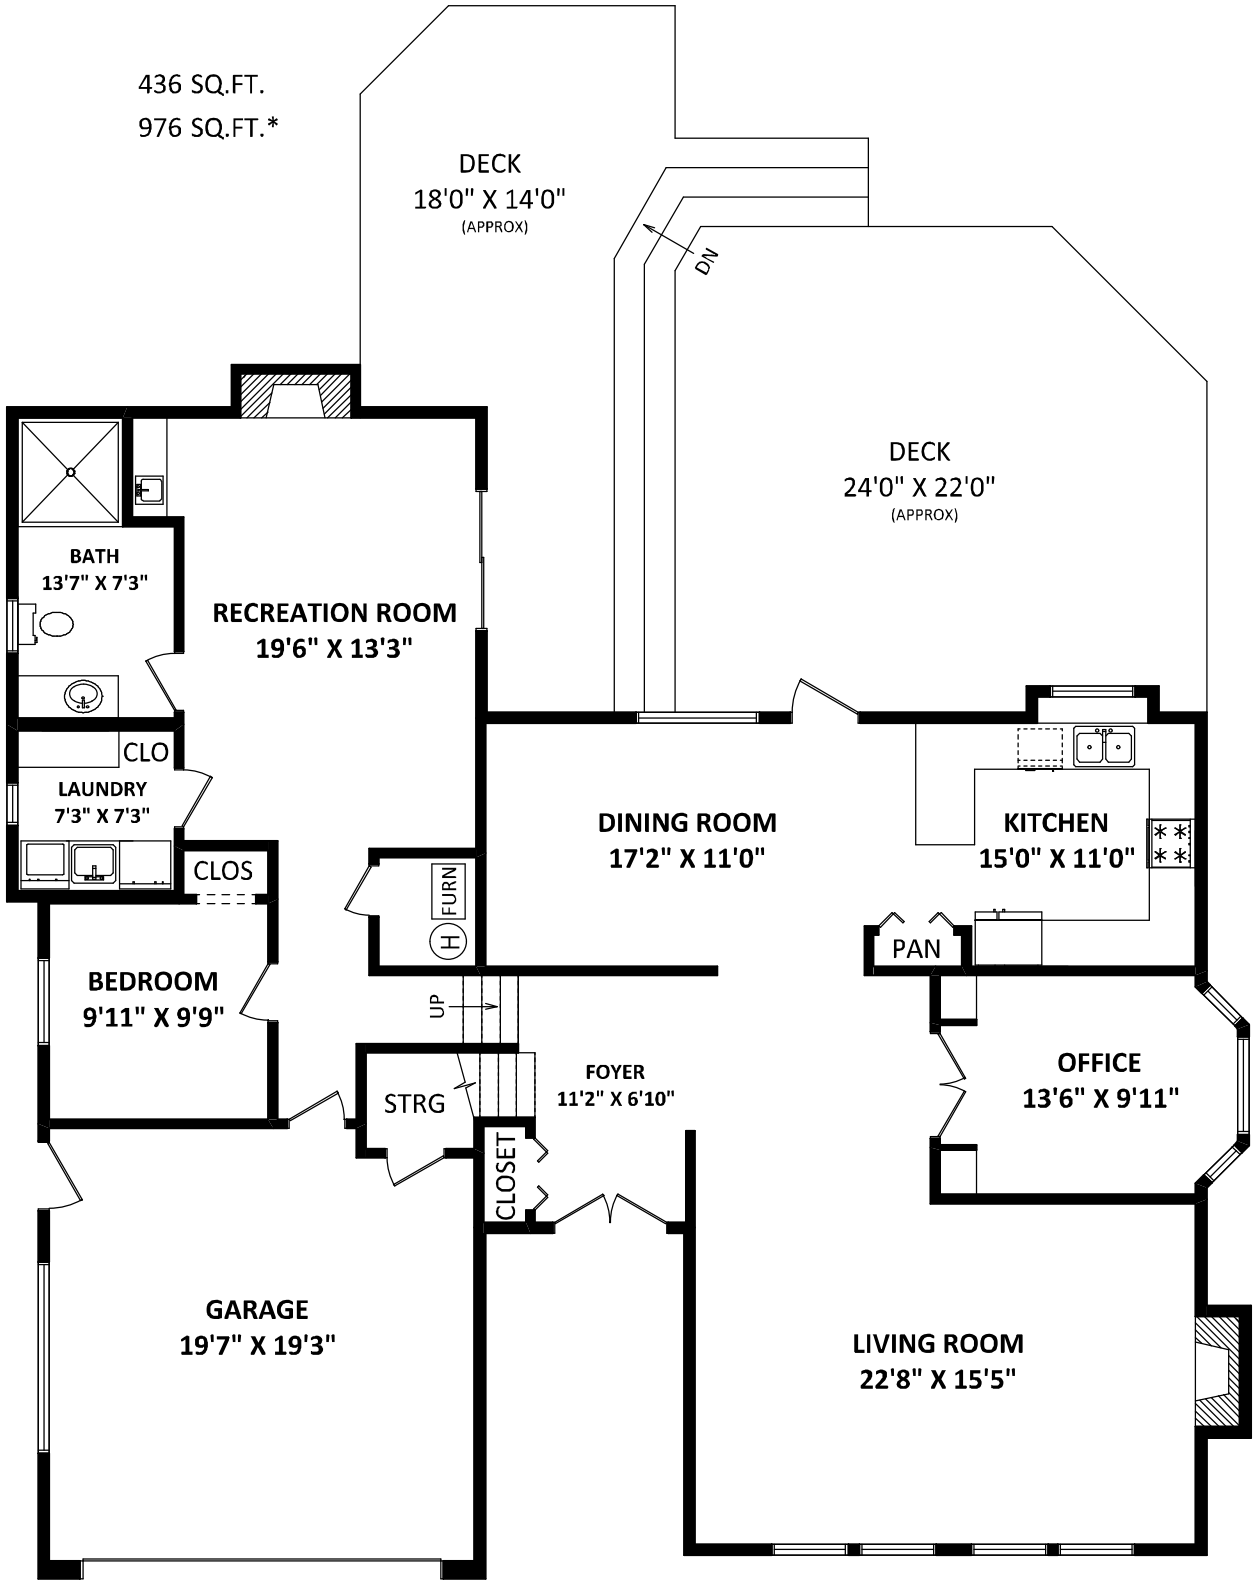 436 SQ.FT.
976 SQ.FT.*
DECK
18'0" X 14'0"
(APPROX)
DN
DECK
24'0" X 22'0"
(APPROX)
BATH
13'7" X 7'3"
RECREATION ROOM
19'6" X 13'3"
CLO
LAUNDRY
7'3" X 7'3"
CLOS
DINING ROOM
17'2" X 11'0"
KITCHEN
15'0" X 11'0"
FURN
H
PAN
BEDROOM
9'11" X 9'9"
UP
FOYER
11'2" X 6'10"
OFFICE
13'6" X 9'11"
STRG
CLOSET
GARAGE
19'7" X 19'3"
LIVING ROOM
22'8" X 15'5"